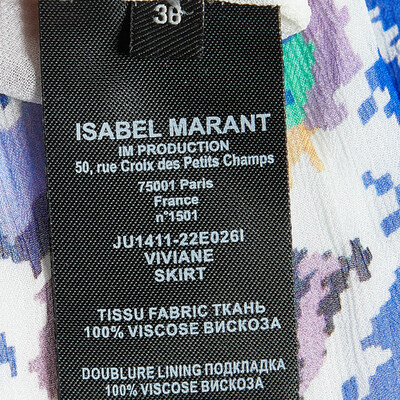 36
ISABEL MARANT
IM PRODUCTION
50, rue Croix des Petits Champs
75001 Paris
France
n°1501
JU1411-22E026I
VIVIANE
SKIRT
TISSU FABRIC ТКАНЬ
100% VISCOSE ВИСКОЗА
DOUBLURE LINING ПОДКЛАДКА
100% VISCOSE ВИСКОЗА